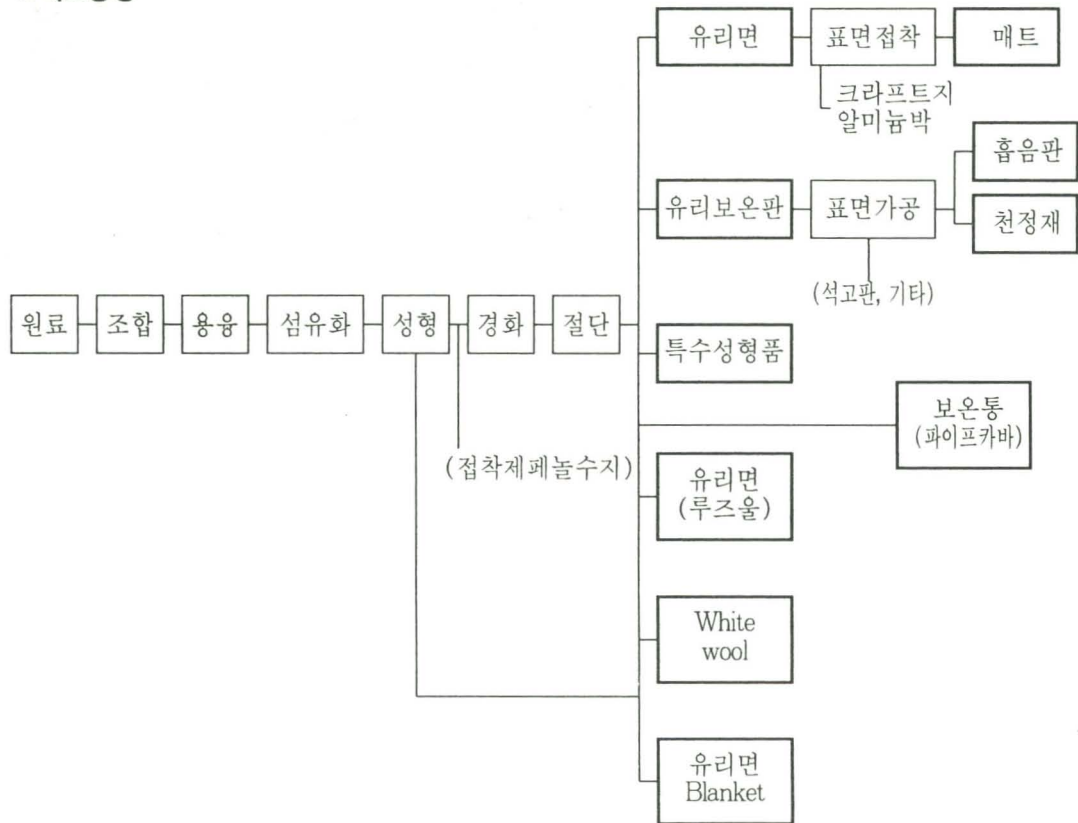 유리면
표면접착
매트
크라프트지
알미늄박
흡음판
유리보온판
표면가공
천정재
(석고판, 기타)
원료
조합
용융
섬유화
성형
경화
절단
특수성형품
보온통
(파이프카바)
(접착제페놀수지)
유리면
(루즈울)
White
wool
유리면
Blanket